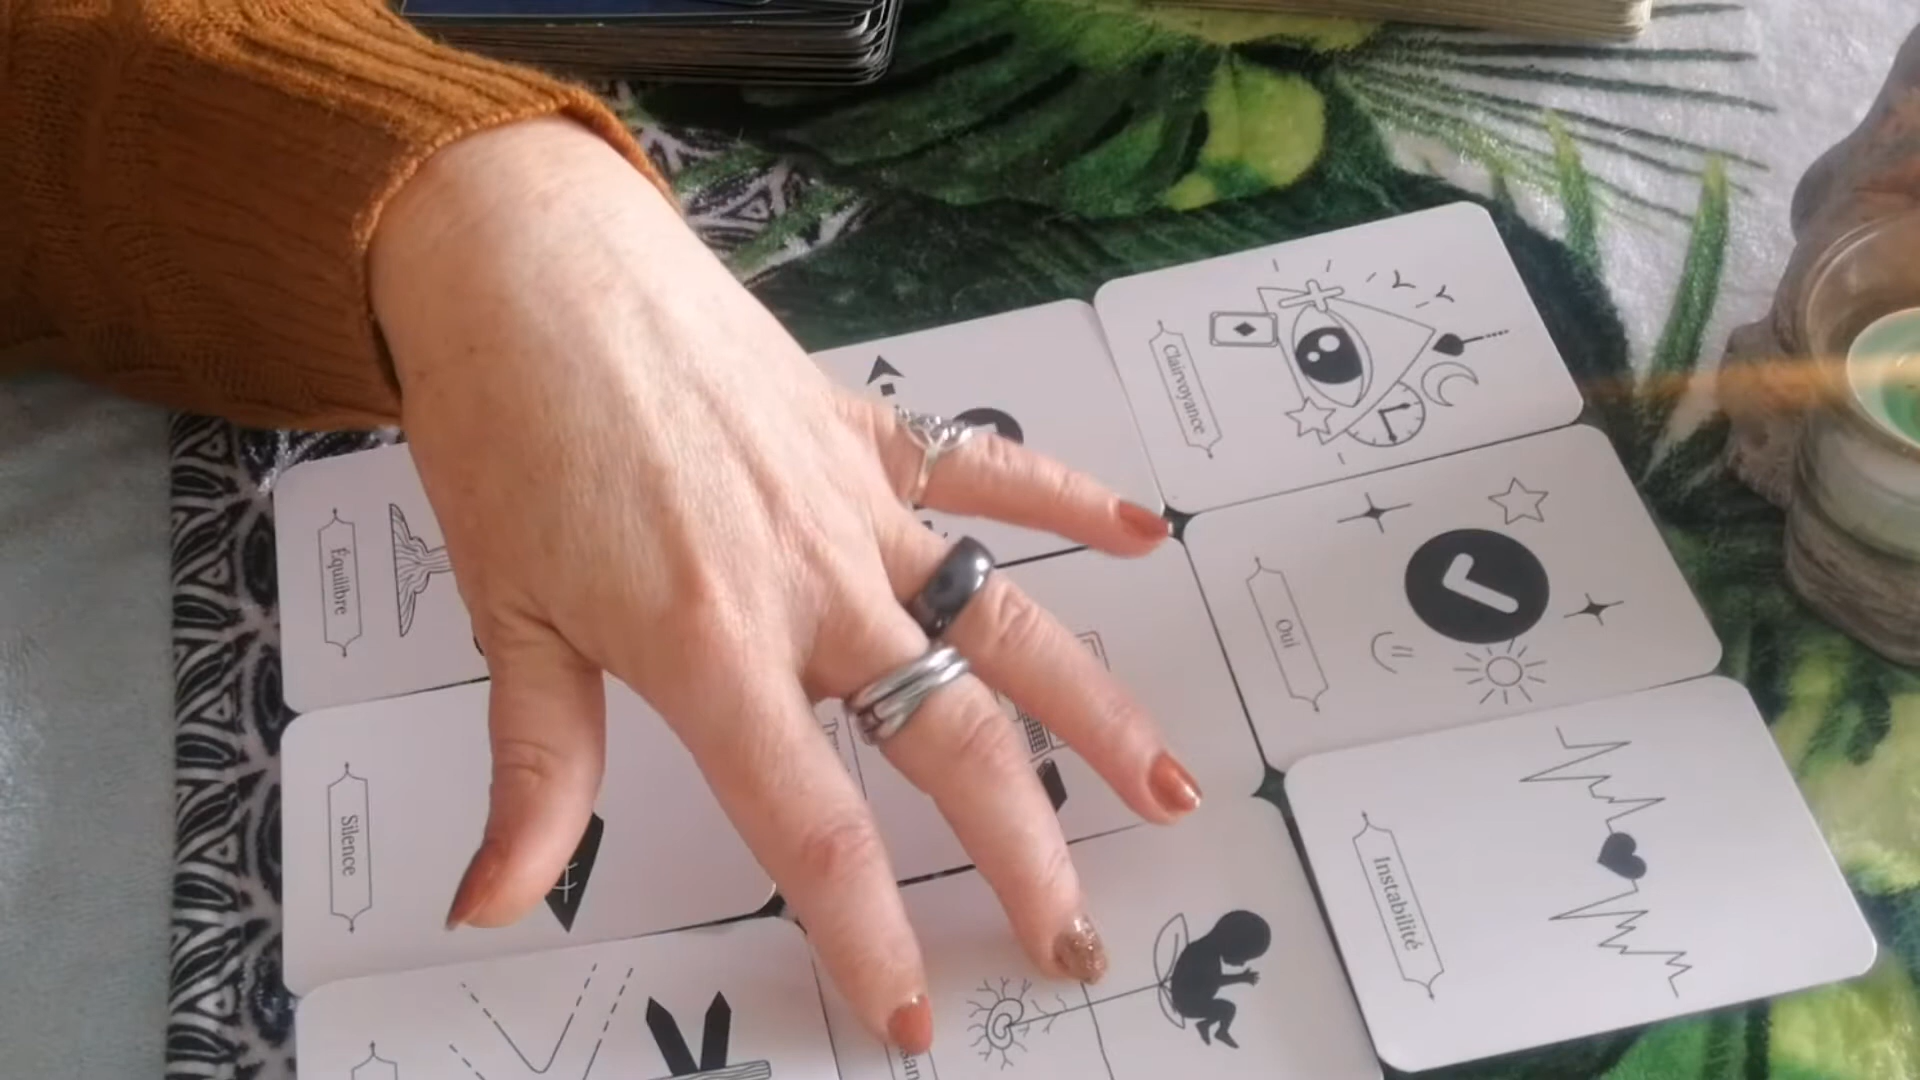 Clairvoyance
Équilibre
Oui
Silence
Instabilité